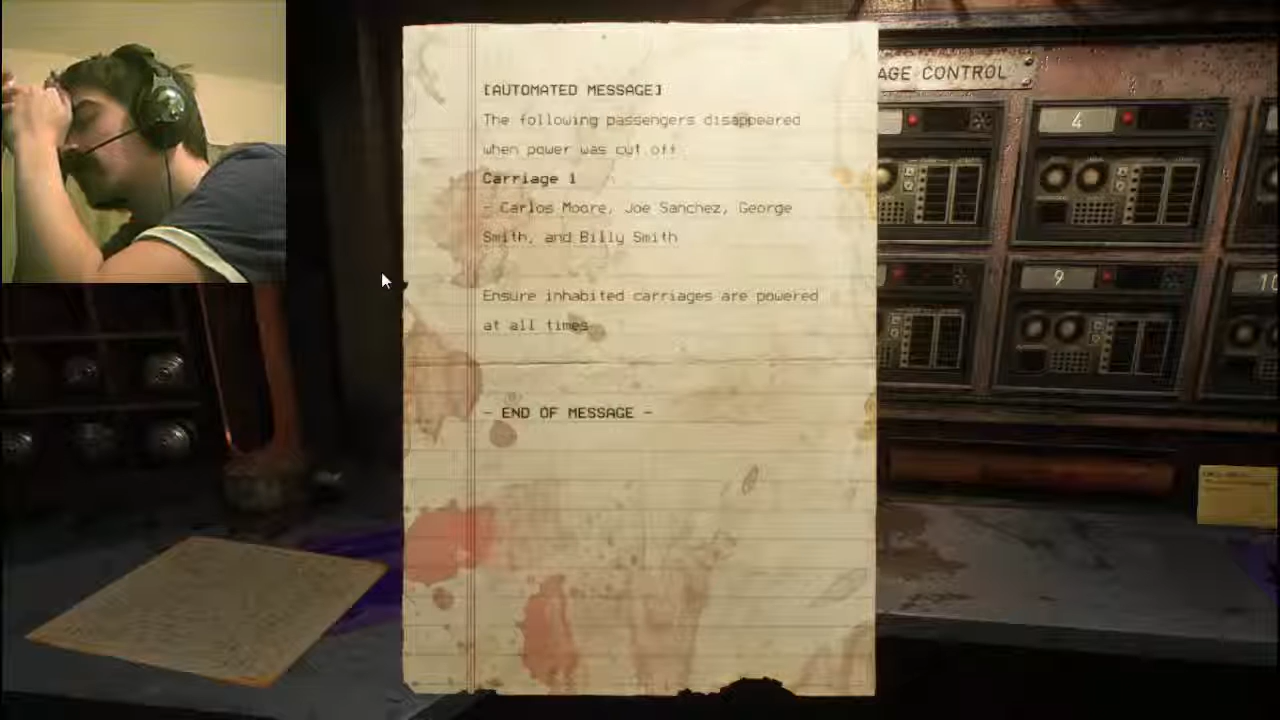 [AUTOMATED MESSAGE]
The following passengers disappeared
when power was cut off
Carriage 1
- Carlos Moore, Joe Sanchez, George
Smith, and Billy Smith
Ensure inhabited carriages are powered
at all times
- END OF MESSAGE -
AGE CONTROL
4
9
10